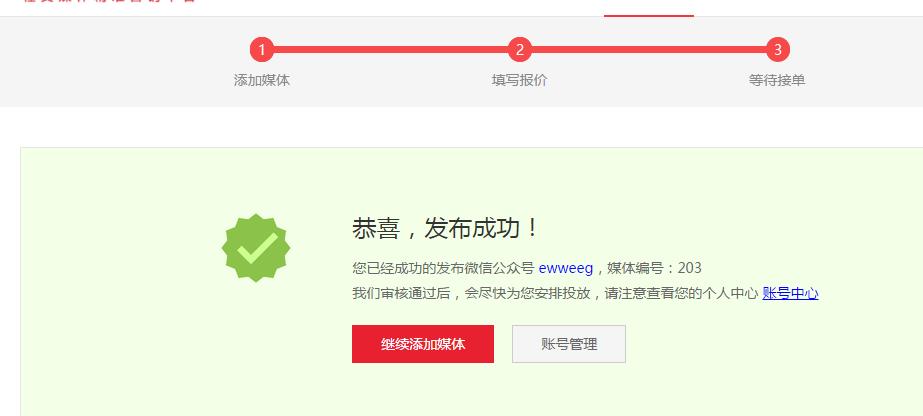 1
2
3
添加媒体
填写报价
等待接单
恭喜，发布成功！
您已经成功的发布微信公众号 ewweeg，媒体编号：203
我们审核通过后，会尽快为您安排投放，请注意查看您的个人中心 账号中心
继续添加媒体
账号管理